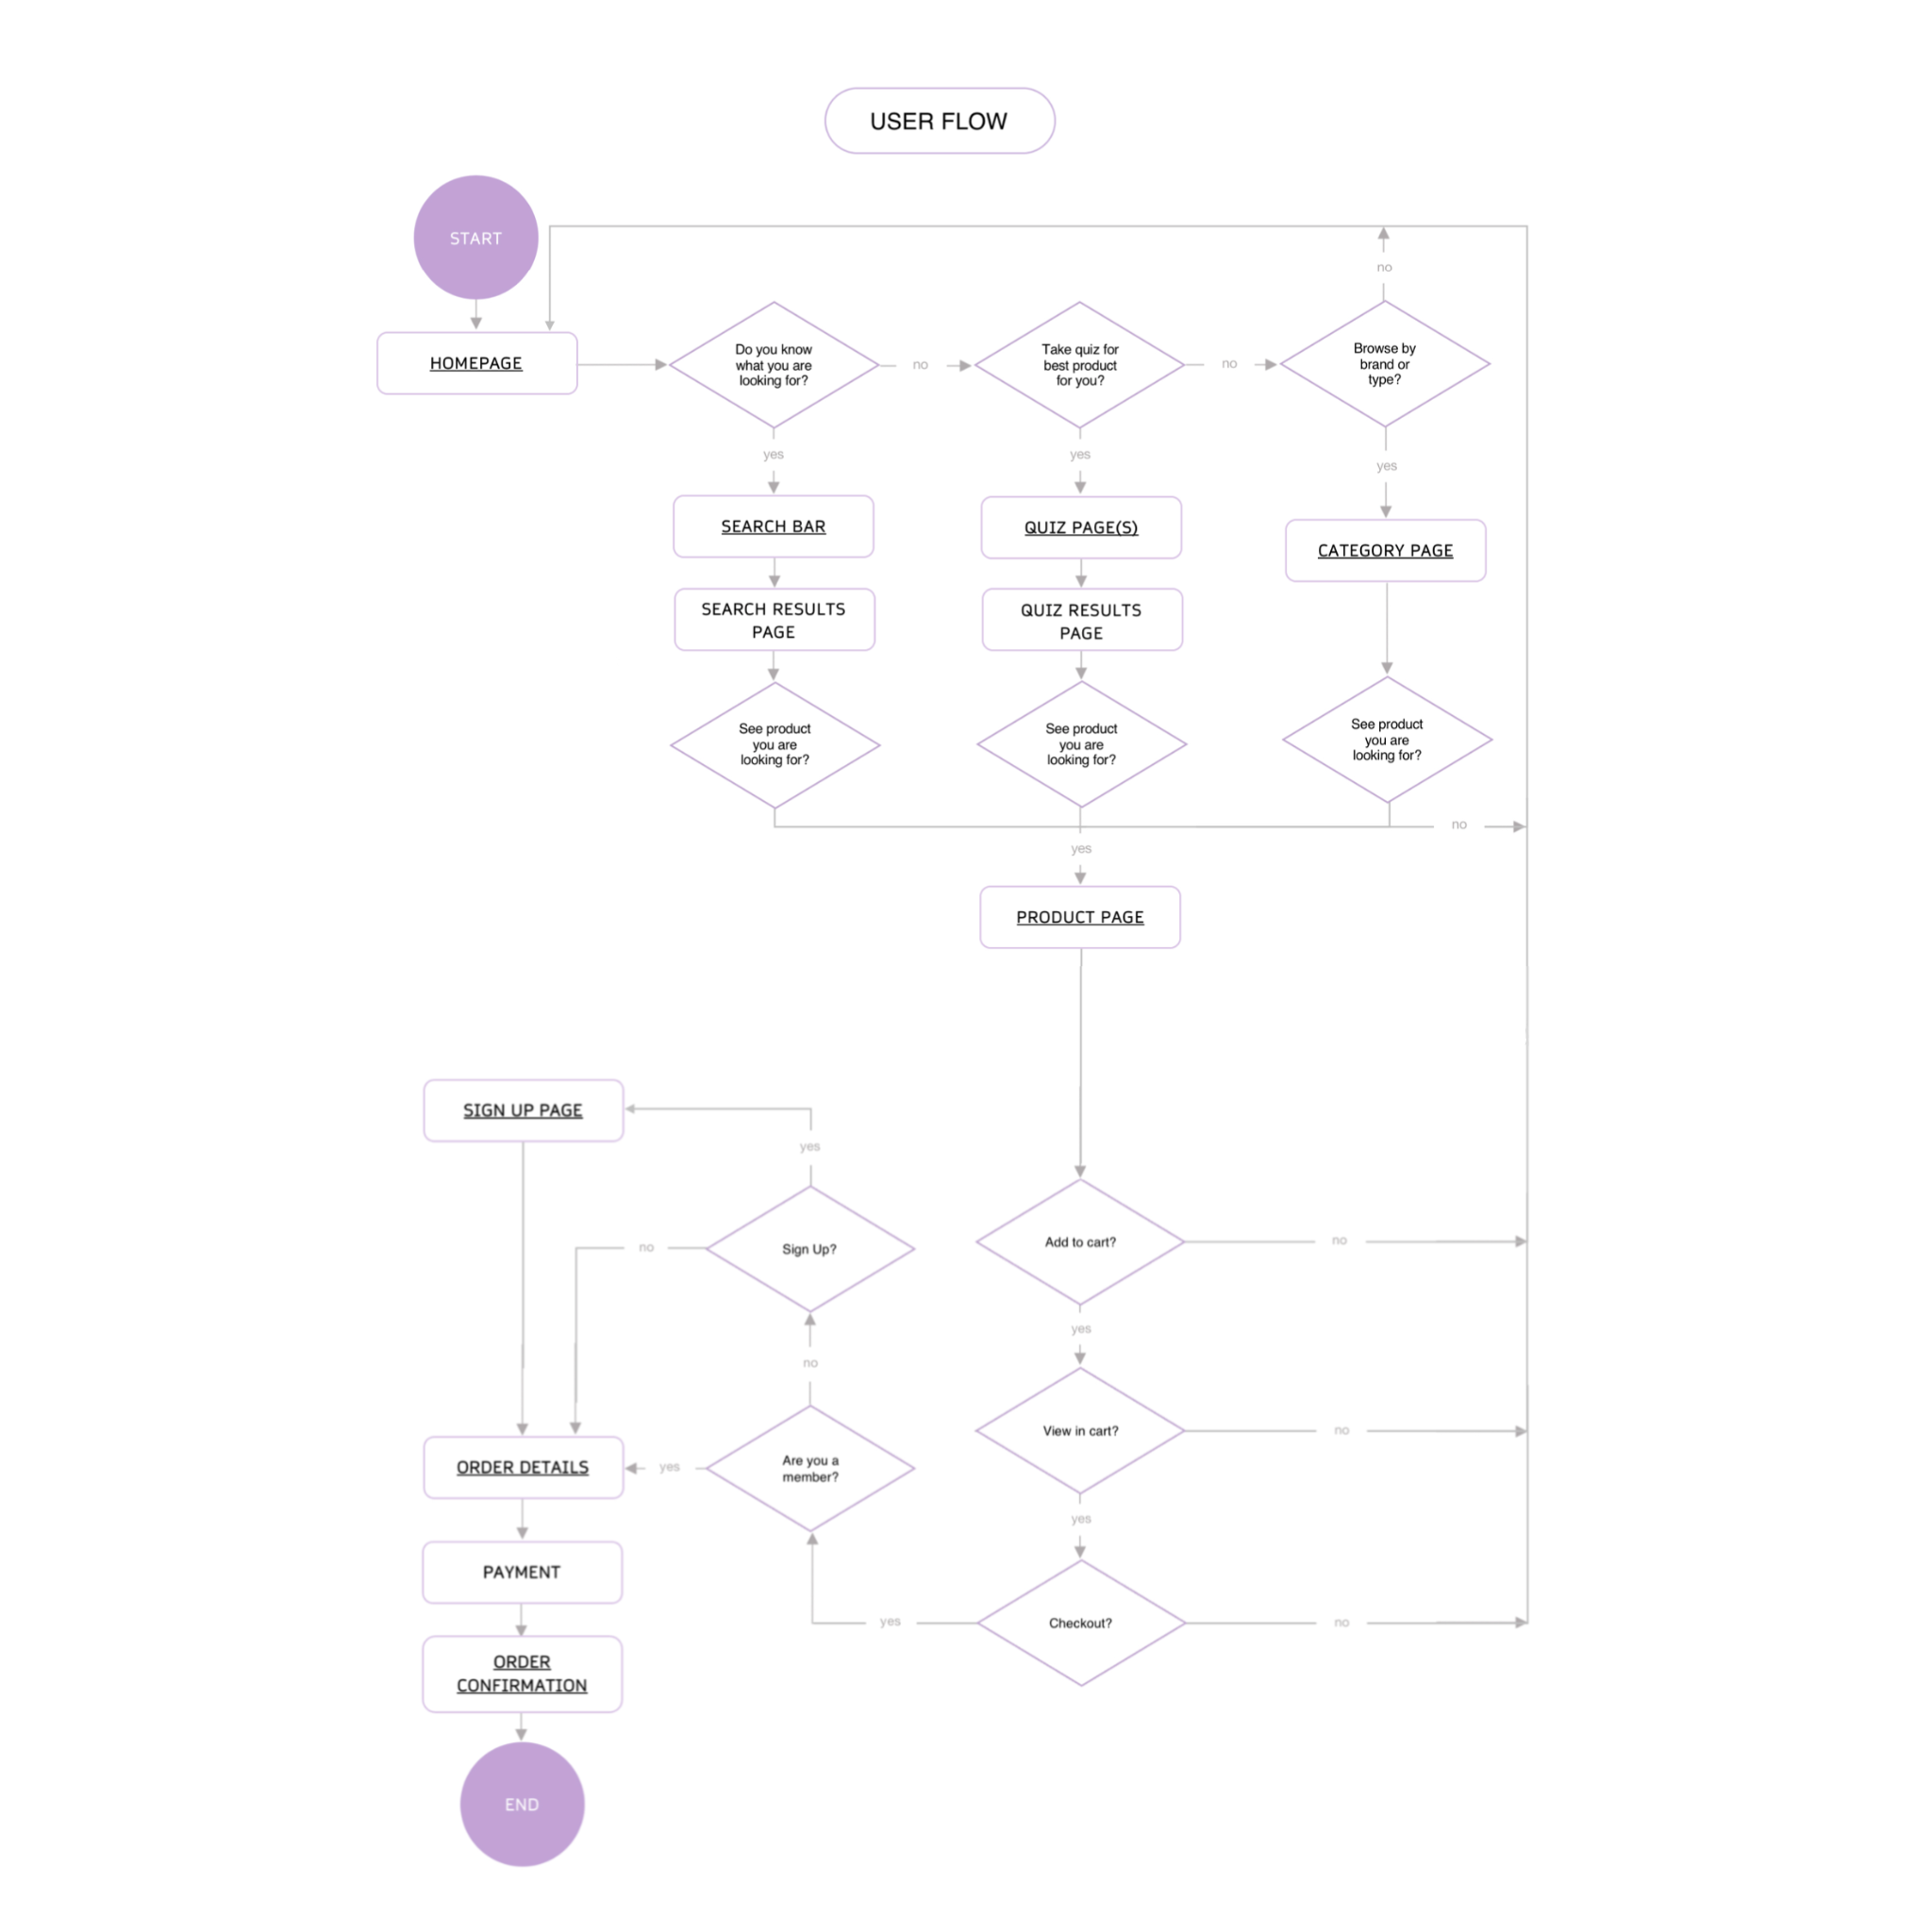 USER FLOW
START
no
HOMEPAGE
Do you know
what you are
looking for?
no
Take quiz for
best product
for you?
no
Browse by
brand or
type?
yes
yes
yes
SEARCH BAR
QUIZ PAGE(S)
CATEGORY PAGE
SEARCH RESULTS
PAGE
QUIZ RESULTS
PAGE
See product
you are
looking for?
See product
you are
looking for?
See product
you are
looking for?
no
yes
PRODUCT PAGE
SIGN UP PAGE
yes
no
Sign Up?
Add to cart?
no
yes
no
View in cart?
no
ORDER DETAILS
yes
Are you a
member?
yes
PAYMENT
yes
Checkout?
no
ORDER
CONFIRMATION
END